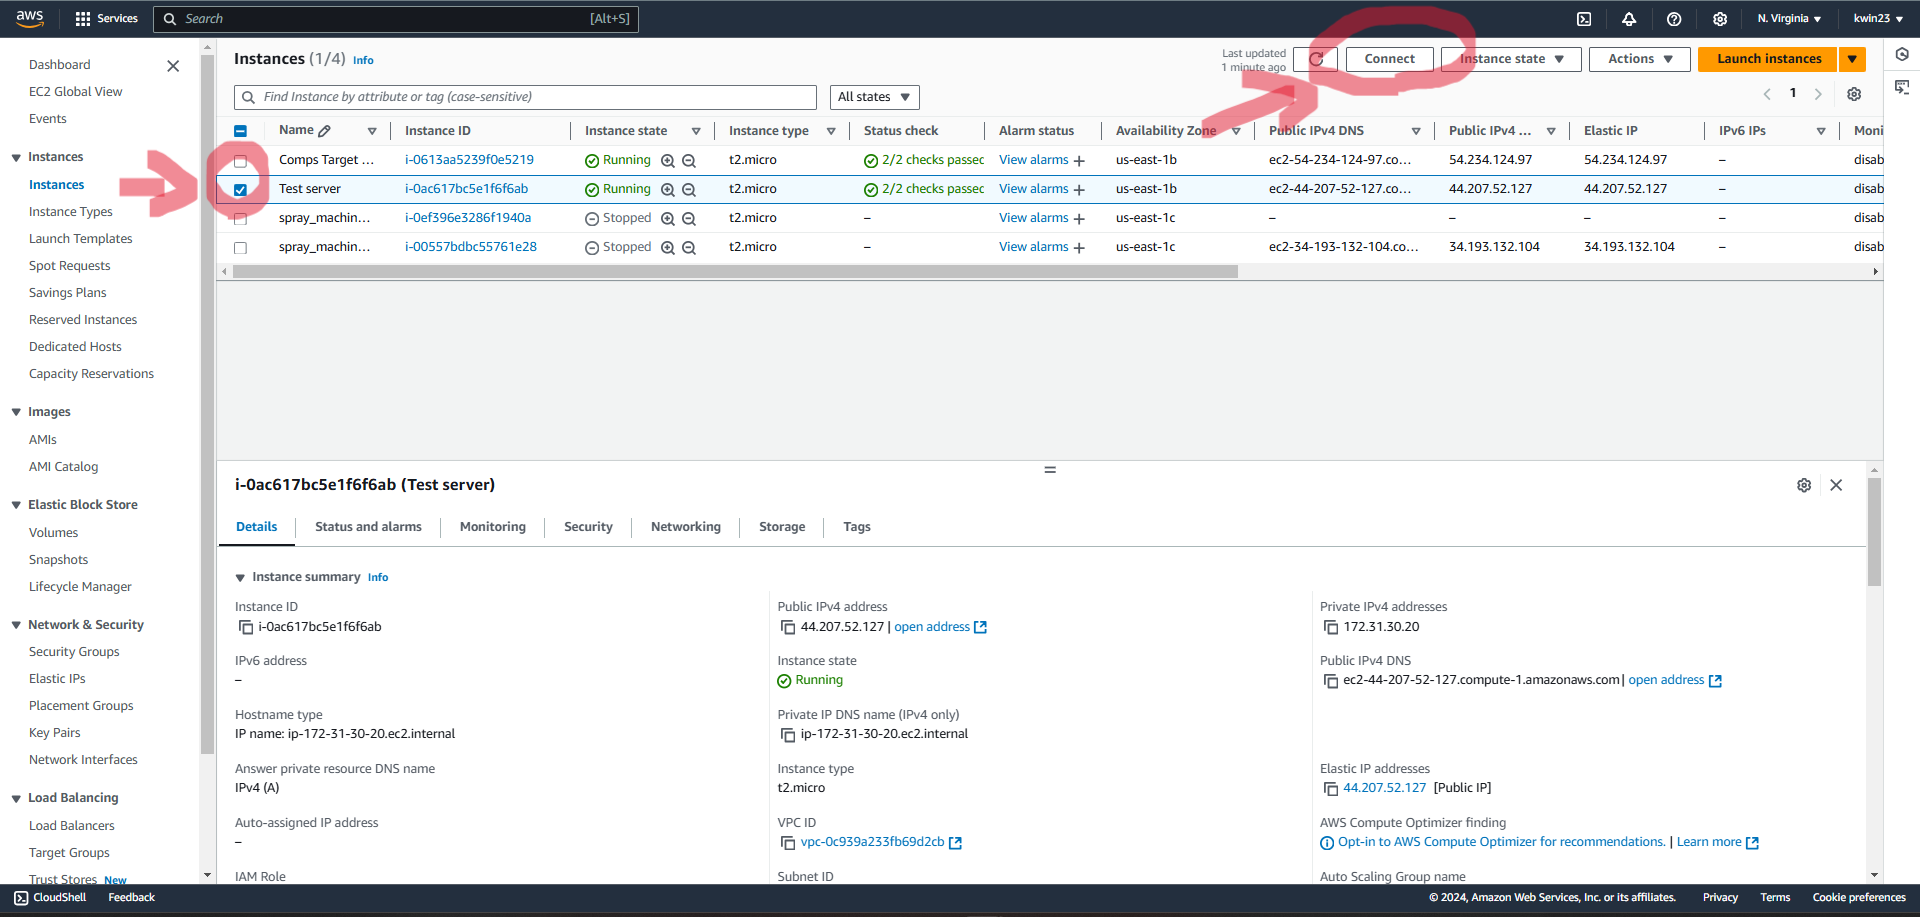 aws Services Search [Alt+S] N. Virginia kwin23
Dashboard
EC2 Global View
Events
Instances
Instances
Instance Types
Launch Templates
Spot Requests
Savings Plans
Reserved Instances
Dedicated Hosts
Capacity Reservations
Images
AMIs
AMI Catalog
Elastic Block Store
Volumes
Snapshots
Lifecycle Manager
Network & Security
Security Groups
Elastic IPs
Placement Groups
Key Pairs
Network Interfaces
Load Balancing
Load Balancers
Target Groups
Trust Stores New
Instances (1/4) Info
Last updated
1 minute ago
Connect Instance state Actions Launch instances
Find Instance by attribute or tag (case-sensitive) All states 1
Name Instance ID Instance state Instance type Status check Alarm status Availability Zone Public IPv4 DNS Public IPv4 ... Elastic IP IPv6 IPs Moni
Comps Target ... i-0613aa5239f0e5219 Running t2.micro 2/2 checks passec View alarms + us-east-1b ec2-54-234-124-97.co... 54.234.124.97 54.234.124.97 – disab
Test server i-0ac617bc5e1f6f6ab Running t2.micro 2/2 checks passec View alarms + us-east-1b ec2-44-207-52-127.co... 44.207.52.127 44.207.52.127 – disab
spray_machin... i-0ef396e3286f1940a Stopped t2.micro – View alarms + us-east-1c – – – – disab
spray_machin... i-00557bdbc55761e28 Stopped t2.micro – View alarms + us-east-1c ec2-34-193-132-104.co... 34.193.132.104 34.193.132.104 – disab
i-0ac617bc5e1f6f6ab (Test server)
Details Status and alarms Monitoring Security Networking Storage Tags
Instance summary Info
Instance ID
i-0ac617bc5e1f6f6ab
Public IPv4 address
44.207.52.127 | open address
Private IPv4 addresses
172.31.30.20
IPv6 address
–
Instance state
Running
Public IPv4 DNS
ec2-44-207-52-127.compute-1.amazonaws.com | open address
Hostname type
IP name: ip-172-31-30-20.ec2.internal
Private IP DNS name (IPv4 only)
ip-172-31-30-20.ec2.internal
Answer private resource DNS name
IPv4 (A)
Instance type
t2.micro
Elastic IP addresses
44.207.52.127 [Public IP]
Auto-assigned IP address
–
VPC ID
vpc-0c939a233fb69d2cb
AWS Compute Optimizer finding
Opt-in to AWS Compute Optimizer for recommendations. | Learn more
IAM Role
Subnet ID
Auto Scaling Group name
CloudShell Feedback © 2024, Amazon Web Services, Inc. or its affiliates. Privacy Terms Cookie preferences